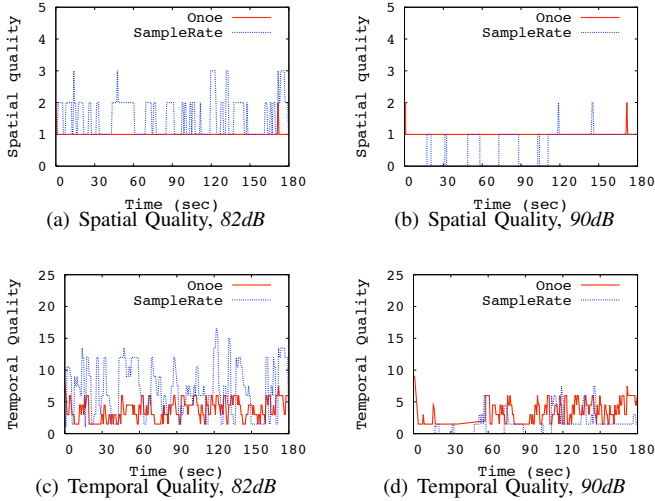 5
4
3
2
1
0
Spatial quality
Onoe
SampleRate
0 30 60 90 120 150 180
Time (sec)
(a) Spatial Quality, 82dB
5
4
3
2
1
0
Spatial quality
Onoe
SampleRate
0 30 60 90 120 150 180
Time (sec)
(b) Spatial Quality, 90dB
25
20
15
10
5
0
Temporal Quality
Onoe
SampleRate
0 30 60 90 120 150 180
Time (sec)
(c) Temporal Quality, 82dB
25
20
15
10
5
0
Temporal Quality
Onoe
SampleRate
0 30 60 90 120 150 180
Time (sec)
(d) Temporal Quality, 90dB